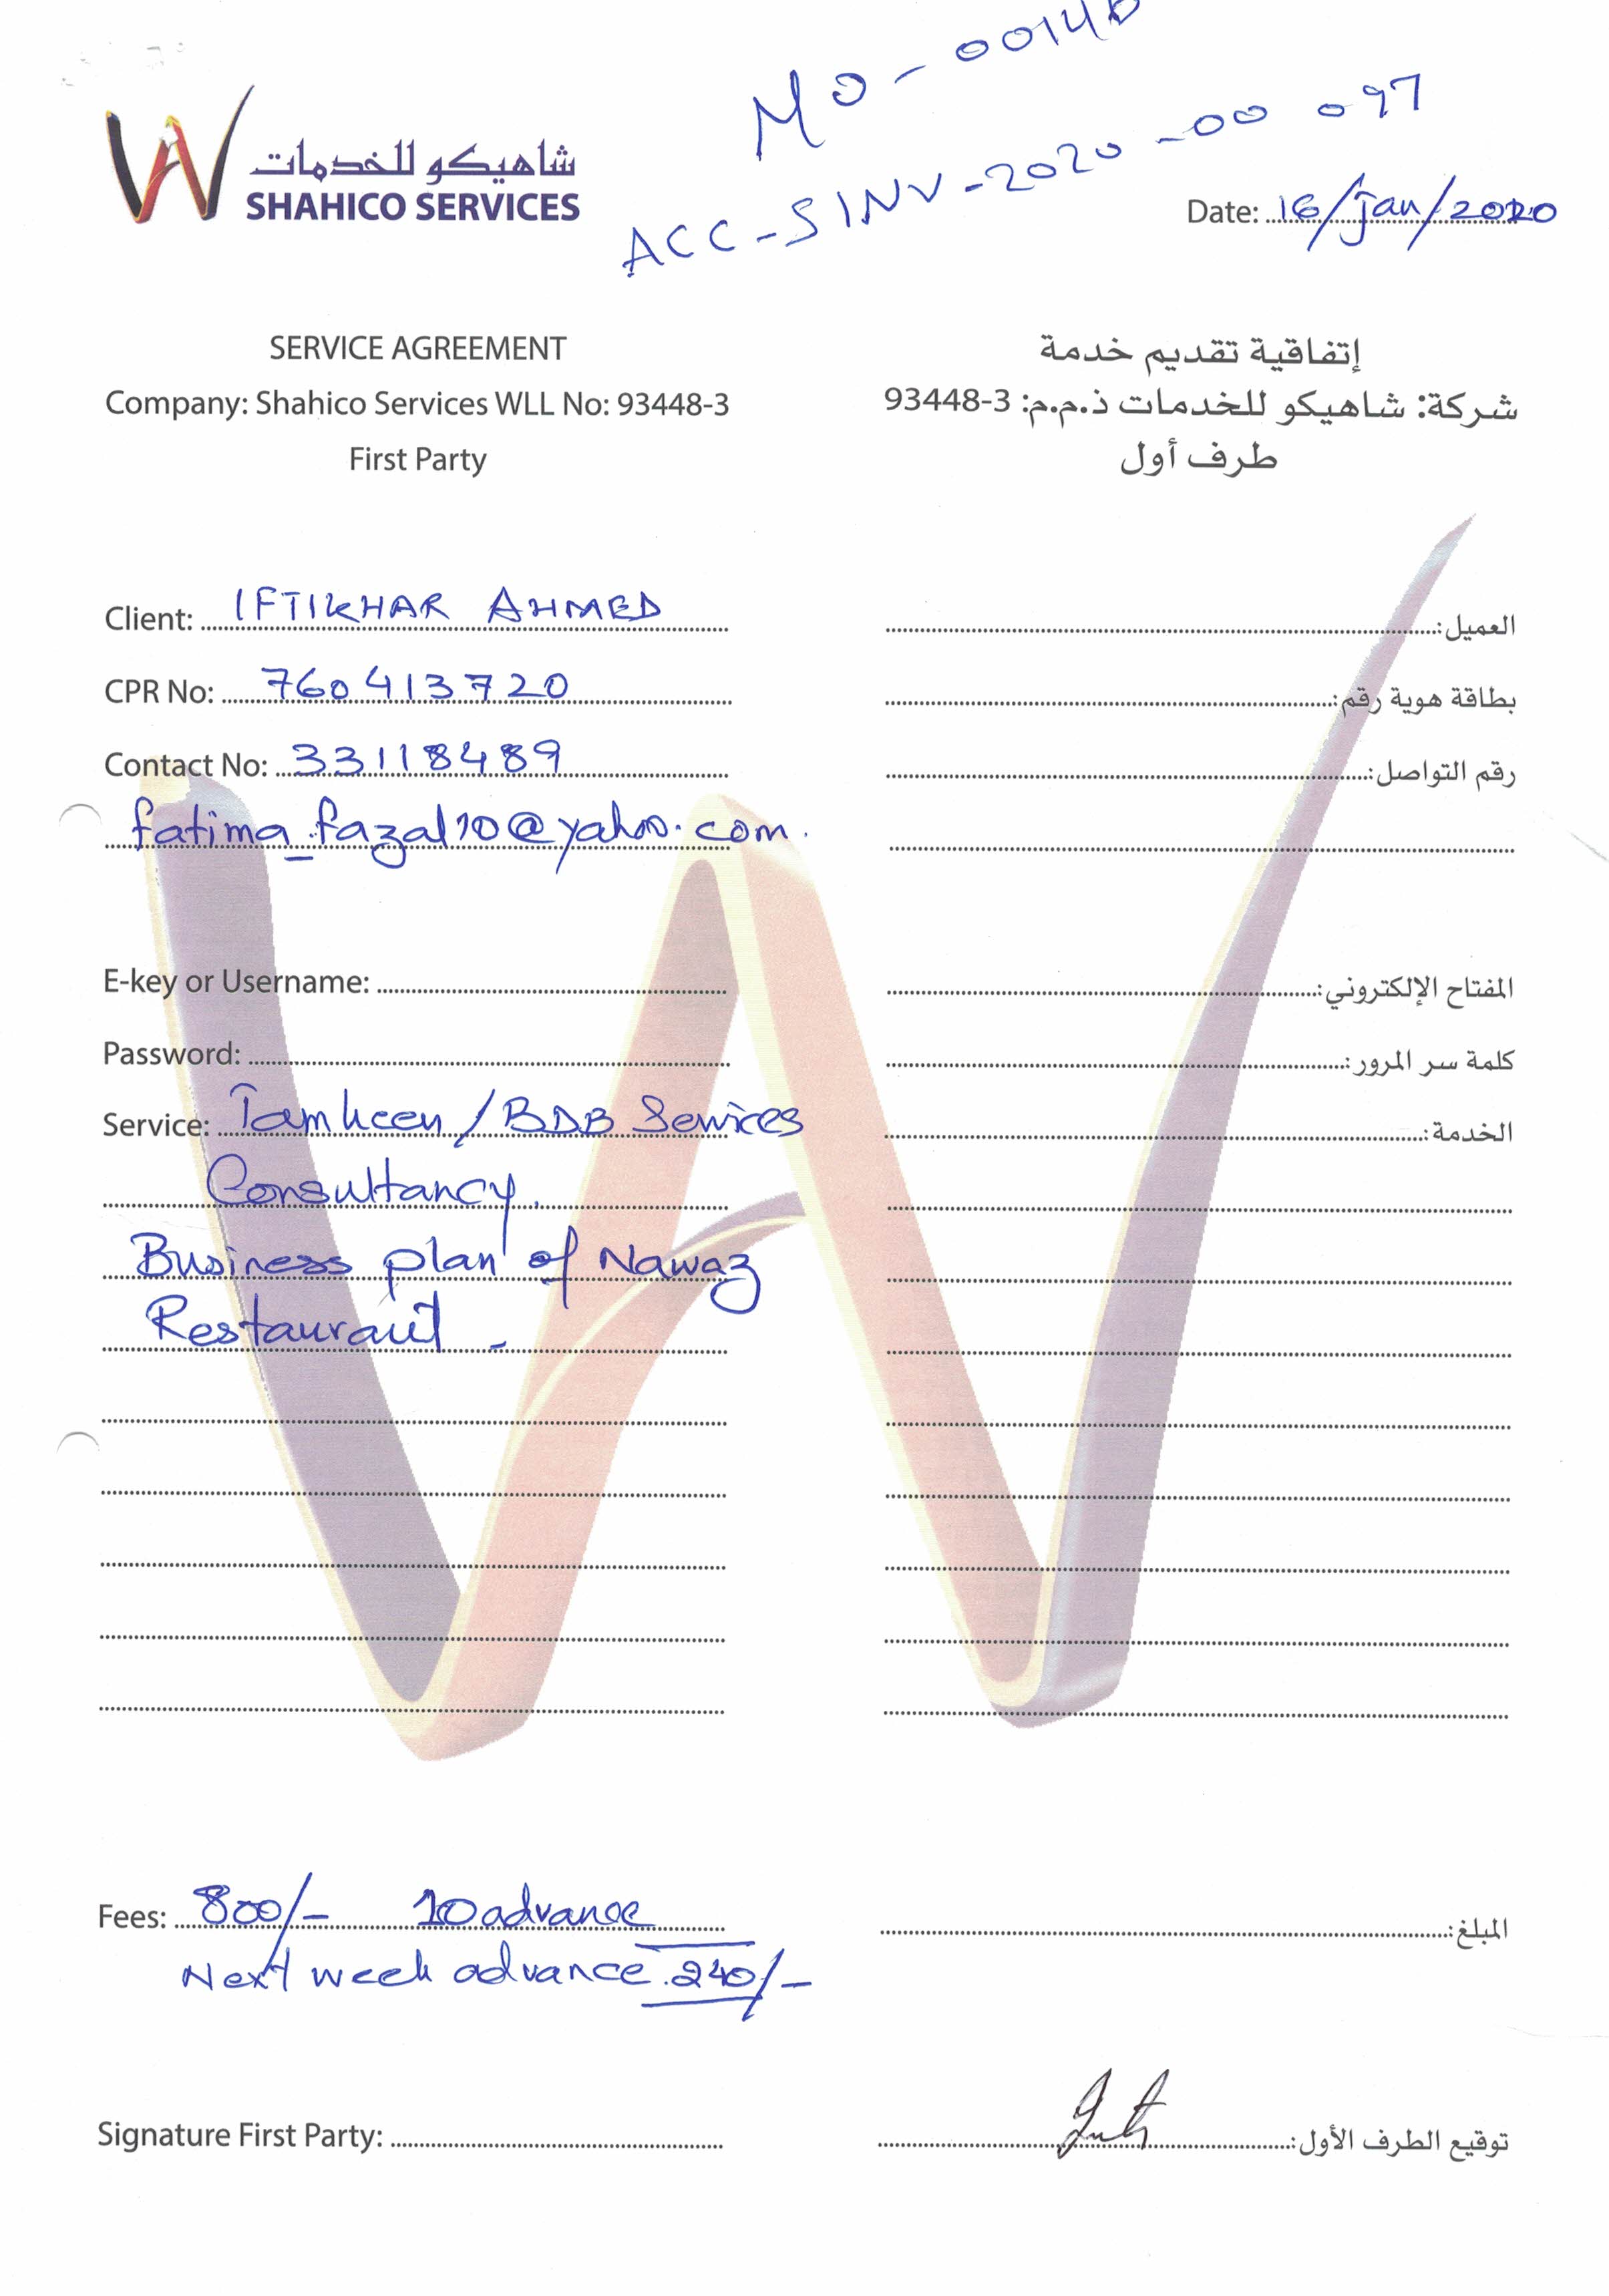 MO-0014
ACC-SINV-2020-00097
شاهيكو للخدمات
SHAHICO SERVICES
Date: 16/Jan/2020
SERVICE AGREEMENT
إتفاقية تقديم خدمة
Company: Shahico Services WLL No: 93448-3
شركة: شاهيكو للخدمات ذ.م.م: 3-93448
First Party
طرف أول
Client: IFTIKHAR AHMED
العميل:
CPR No: 760413720
بطاقة هوية رقم:
Contact No: 33118489
رقم التواصل:
fatima_fazal10@yahoo.com.
E-key or Username:
المفتاح الإلكتروني:
Password:
كلمة سر المرور:
Service: Tamkeen/BDB Services
الخدمة:
Consultancy.
Business plan of Nawaz
Restaurant -
Fees: 800/- 10 advance
المبلغ:
Next week advance 240/-
Signature First Party:
توقيع الطرف الأول: